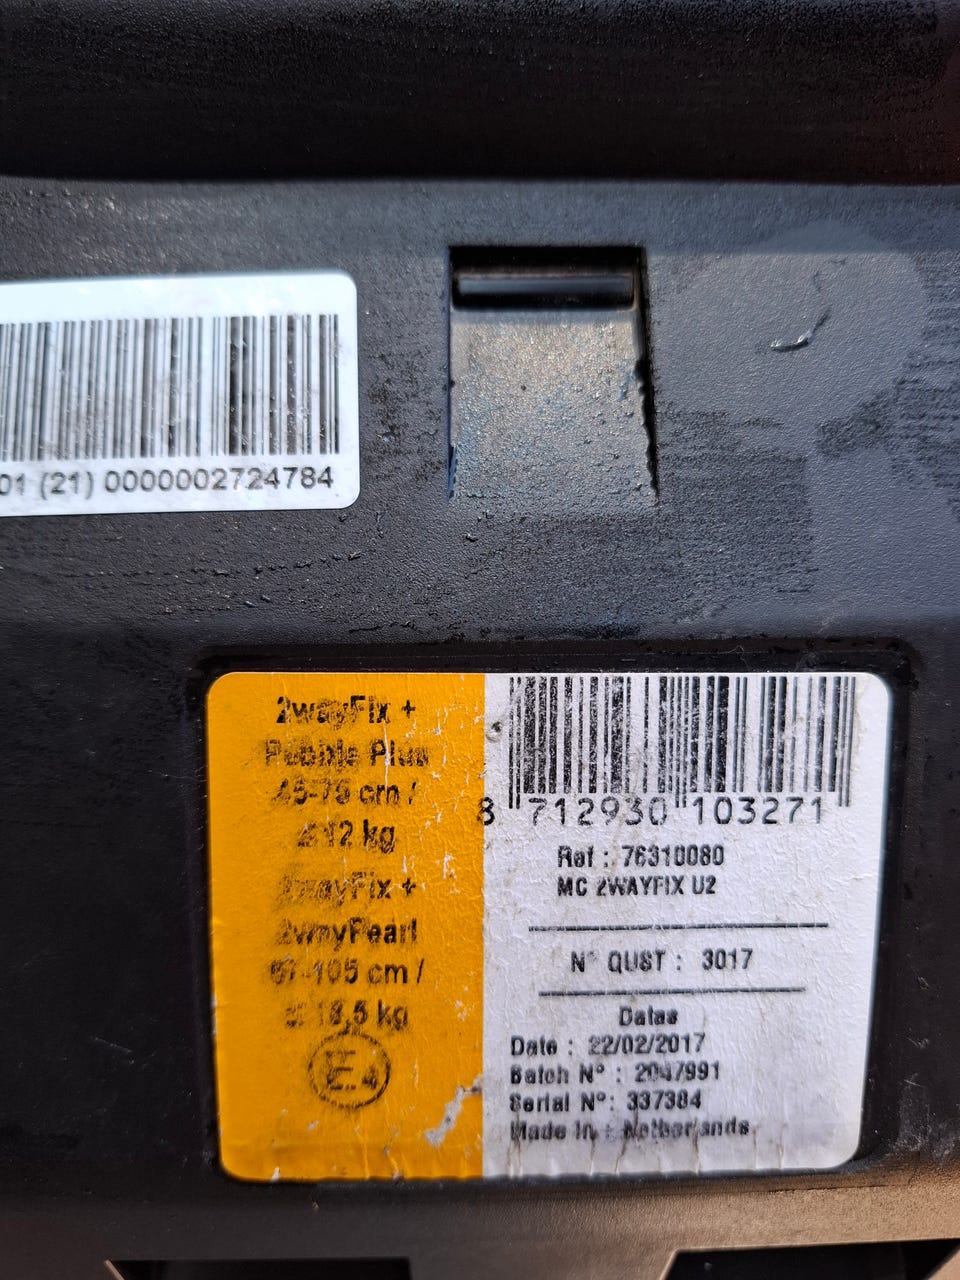 01 (21) 0000002724784
2wayFix +
Pebble Plus
45-75 cm /
≤ 12 kg
2wayFix +
2wayPearl
67-105 cm /
≤ 18,5 kg
E4
8 712930 103271
Ref : 76310080
MC 2WAYFIX U2
N° QUST : 3017
Datas
Date : 22/02/2017
Batch N° : 2047991
Serial N° : 337384
Made In : Netherlands